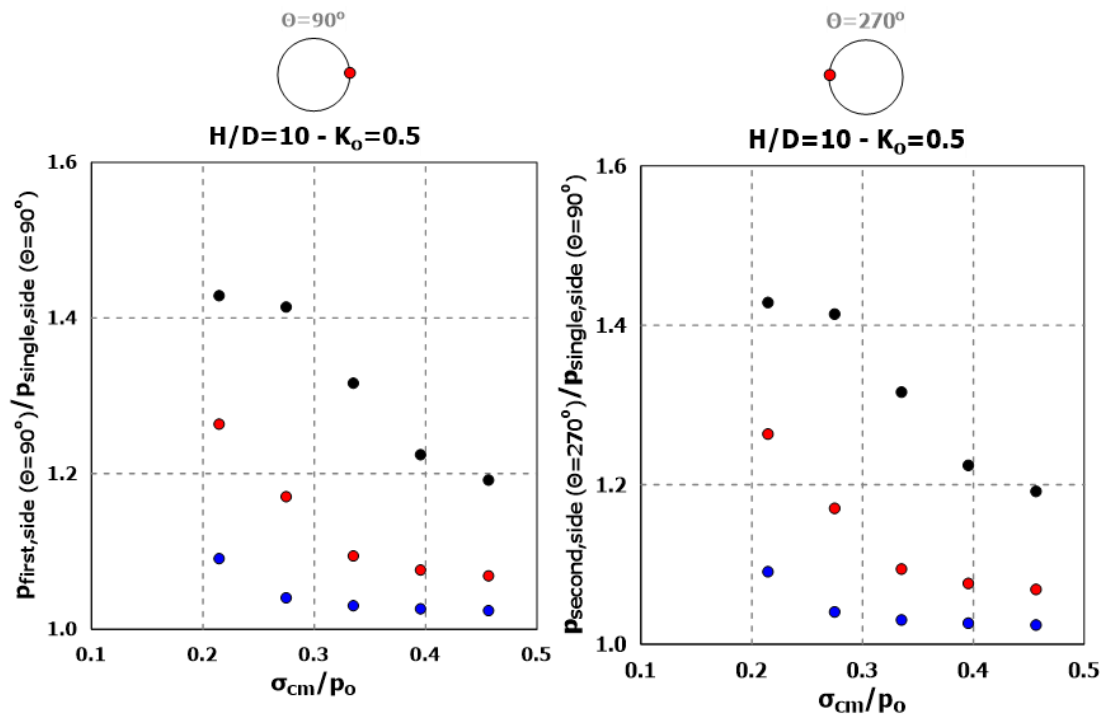 Θ=90°
H/D=10 - Ko=0.5
pfirst,side (Θ=90°)/psingle,side (Θ=90°)
1.6
1.4
1.2
1.0
0.1 0.2 0.3 0.4 0.5
σcm/po
Θ=270°
H/D=10 - Ko=0.5
psecond,side (Θ=270°)/psingle,side (Θ=90°)
1.6
1.4
1.2
1.0
0.1 0.2 0.3 0.4 0.5
σcm/po